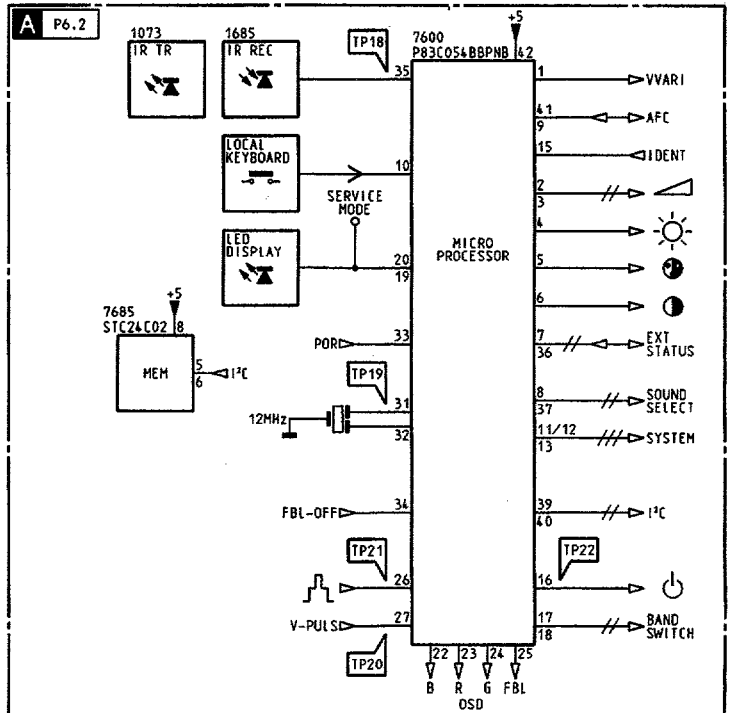 A P6.2
+5
1073
IR TR
1685
IR REC
TP18
35
7600
P83C054BBPNB
42
1
VVARI
41
9
AFC
LOCAL
KEYBOARD
10
15
IDENT
SERVICE
MODE
2
3
4
LED
DISPLAY
20
19
MICRO
PROCESSOR
5
6
+5
7685
STC24C02
8
MEM
5
6
I²C
POR
33
7
36
EXT
STATUS
TP19
31
32
12MHz
8
37
SOUND
SELECT
11/12
13
SYSTEM
FBL-OFF
34
39
40
I²C
TP21
26
TP22
16
V-PULS
27
17
18
BAND
SWITCH
TP20
22 23 24 25
B R G FBL
OSD